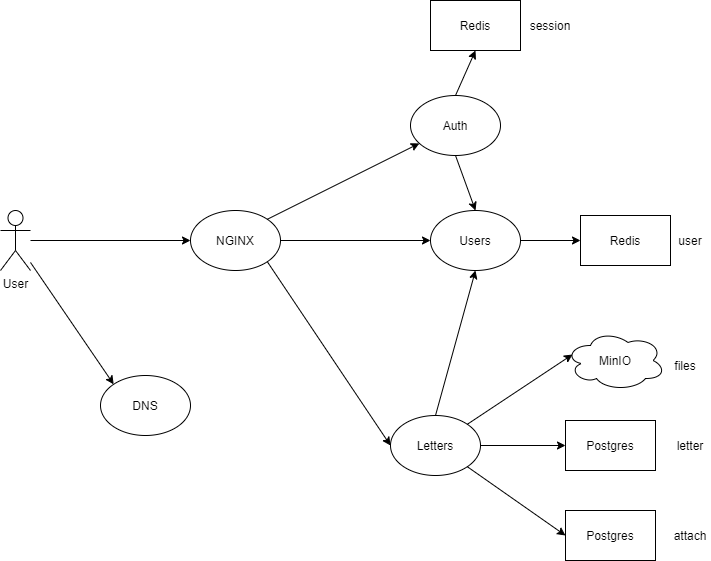 Redis
session
Auth
User
NGINX
Users
Redis
user
DNS
MinIO
files
Letters
Postgres
letter
Postgres
attach